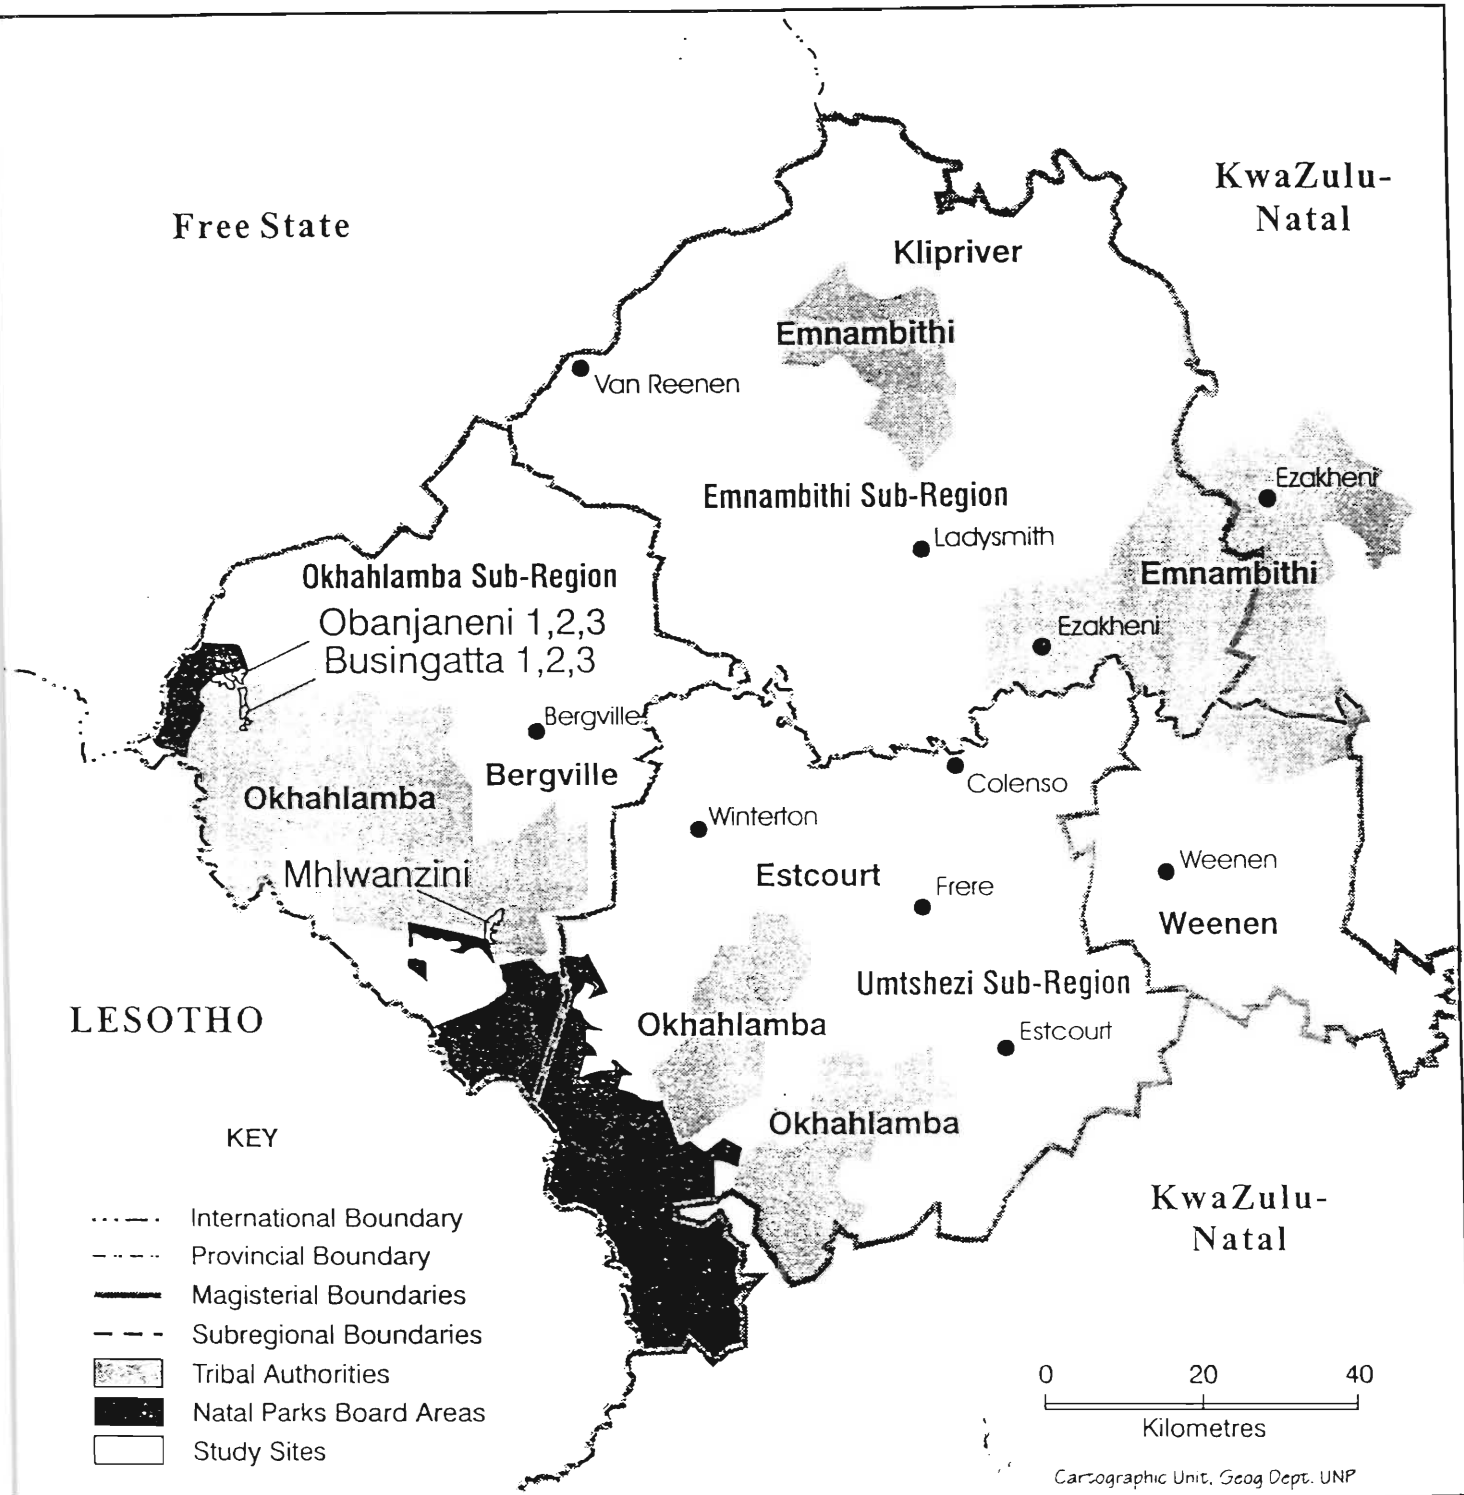 KwaZulu-
Natal
Free State
Klipriver
Emnambithi
Van Reenen
Ezakheni
Emnambithi Sub-Region
Ladysmith
Okhahlamba Sub-Region
Emnambithi
Obanjaneni 1,2,3
Ezakheni
Busingatta 1,2,3
Bergville
Bergville
Colenso
Okhahlamba
Winterton
Weenen
Mhlwanzini
Estcourt
Frere
Weenen
Umtshezi Sub-Region
LESOTHO
Okhahlamba
Estcourt
Okhahlamba
KEY
KwaZulu-
Natal
International Boundary
Provincial Boundary
Magisterial Boundaries
Subregional Boundaries
Tribal Authorities
Natal Parks Board Areas
Study Sites
0 20 40
Kilometres
Cartographic Unit, Geog Dept. UNP